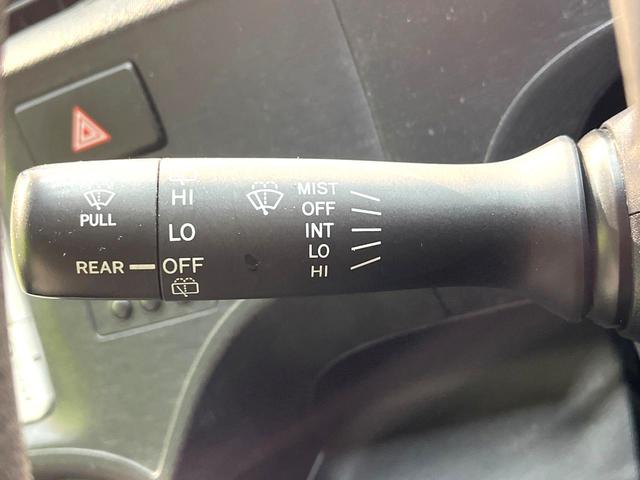 PULL
REAR
HI
LO
OFF
MIST
OFF
INT
LO
HI